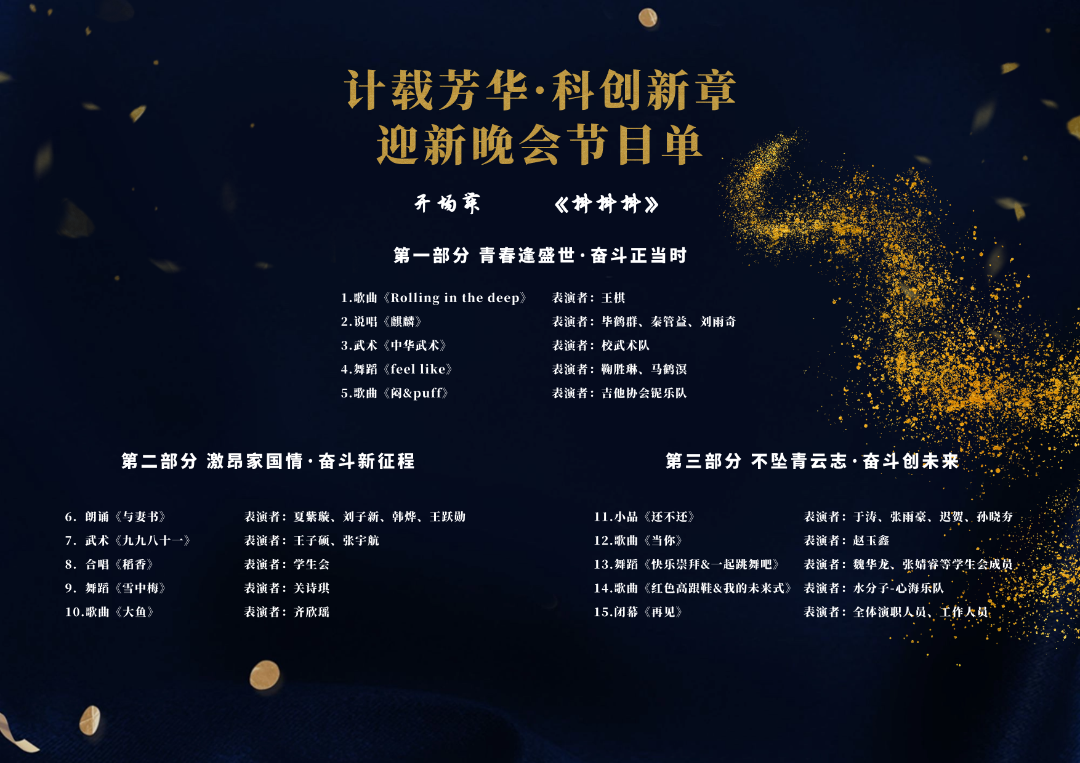 计载芳华·科创新章
迎新晚会节目单
开场舞 《抖抖抖》
第一部分 青春逢盛世·奋斗正当时
1.歌曲《Rolling in the deep》 表演者：王棋
2.说唱《麒麟》 表演者：毕鹤群、秦管益、刘雨奇
3.武术《中华武术》 表演者：校武术队
4.舞蹈《feel like》 表演者：鞠胜琳、马鹤溟
5.歌曲《闷&puff》 表演者：吉他协会铌乐队
第二部分 激昂家国情·奋斗新征程
6. 朗诵《与妻书》 表演者：夏紫璇、刘子新、韩烨、王跃勋
7. 武术《九九八十一》 表演者：王子硕、张宇航
8. 合唱《稻香》 表演者：学生会
9. 舞蹈《雪中梅》 表演者：关诗琪
10.歌曲《大鱼》 表演者：齐欣瑶
第三部分 不坠青云志·奋斗创未来
11.小品《还不还》 表演者：于涛、张雨豪、迟贺、孙晓夯
12.歌曲《当你》 表演者：赵玉鑫
13.舞蹈《快乐崇拜&一起跳舞吧》 表演者：魏华龙、张婧睿等学生会成员
14.歌曲《红色高跟鞋&我的未来式》 表演者：水分子-心海乐队
15.闭幕《再见》 表演者：全体演职人员、工作人员